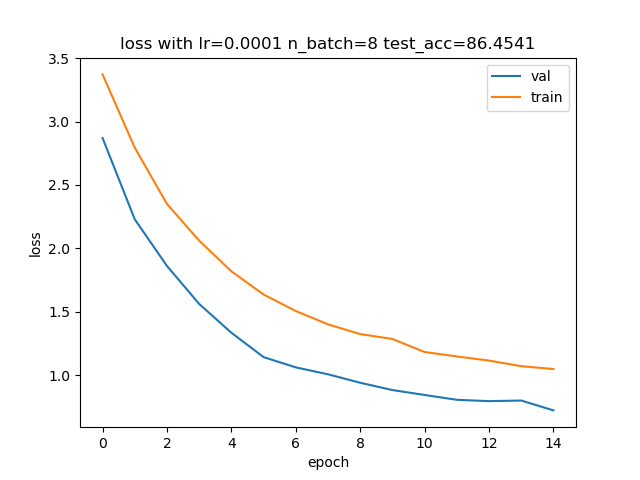 loss with lr=0.0001 n_batch=8 test_acc=86.4541
val
train
3.5
3.0
2.5
2.0
1.5
1.0
loss
0 2 4 6 8 10 12 14
epoch